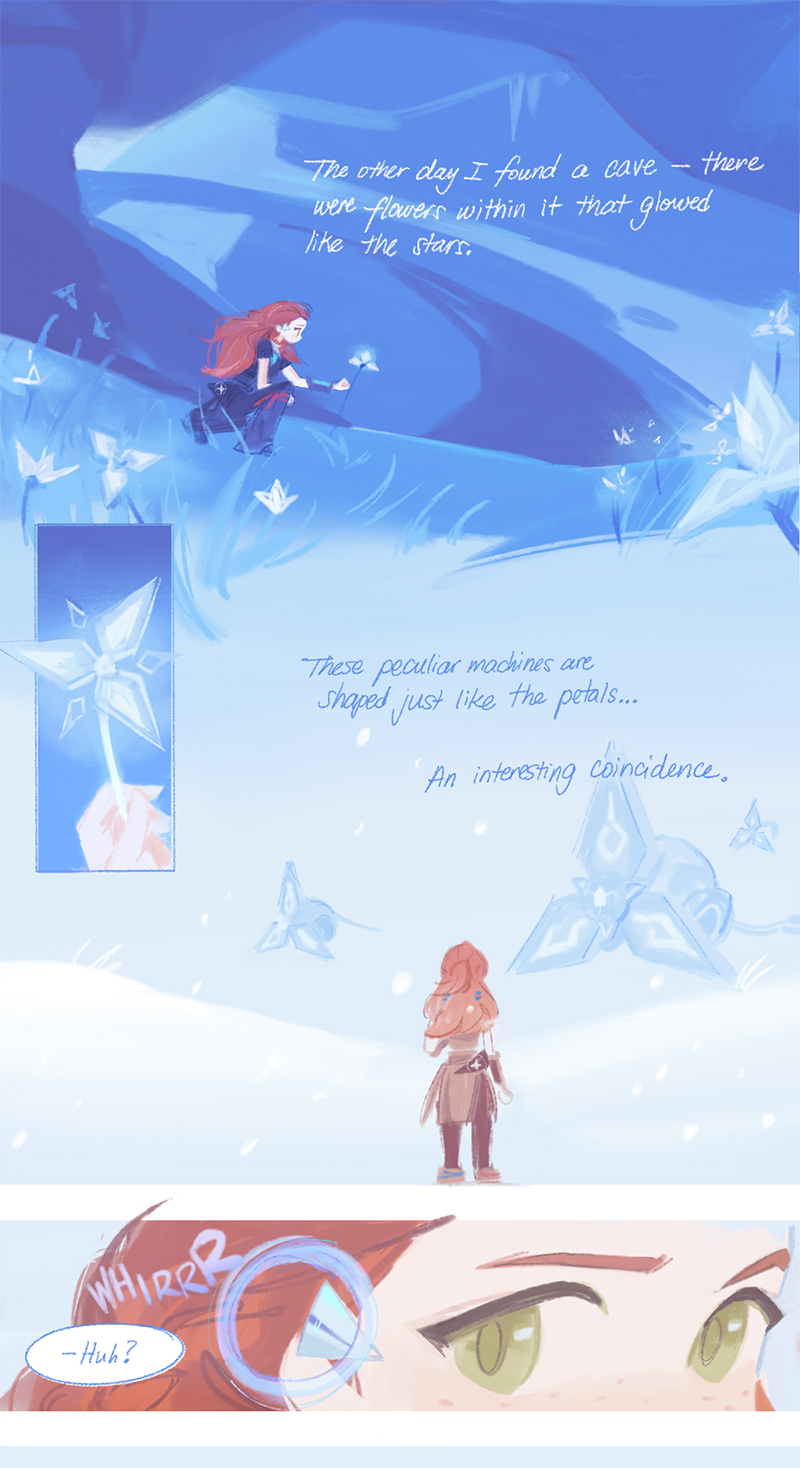 The other day I found a cave — there
were flowers within it that glowed
like the stars.
These peculiar machines are
shaped just like the petals...
An interesting coincidence.
WHIRRR
—Huh?